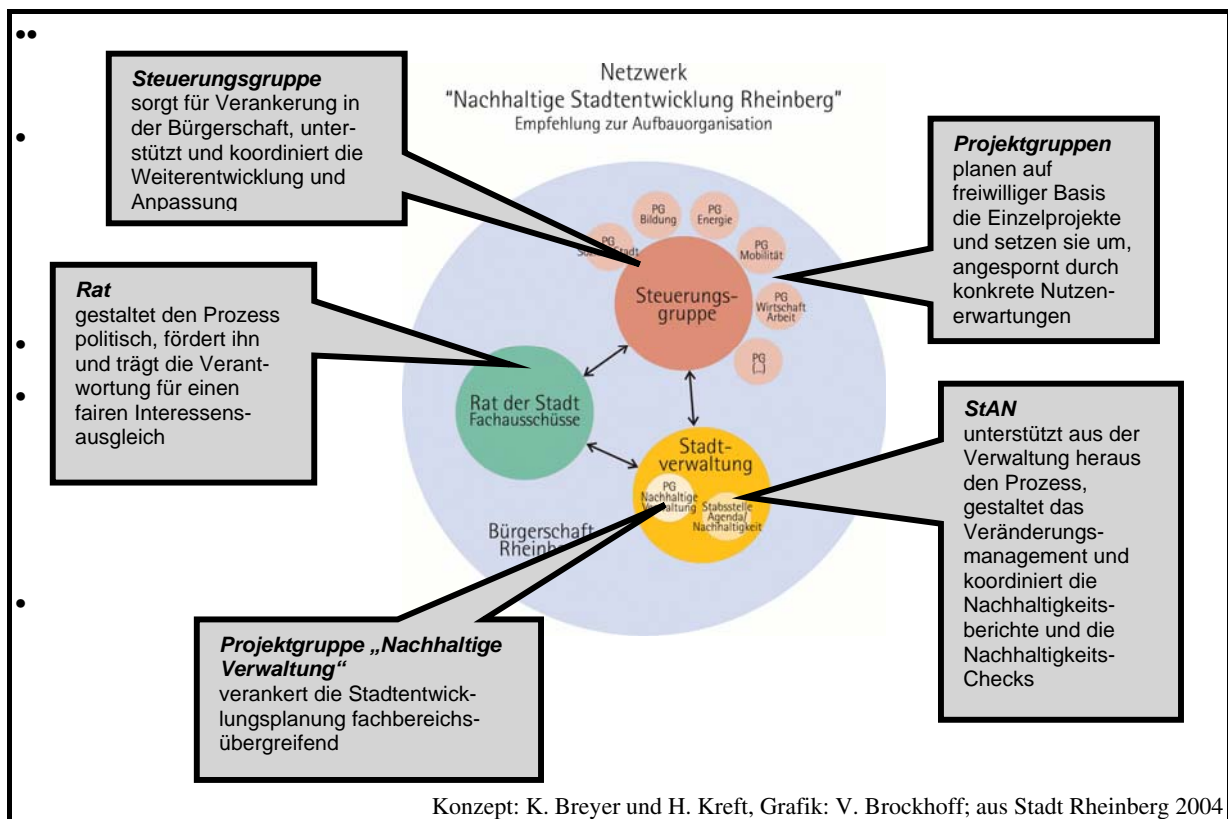 Netzwerk
"Nachhaltige Stadtentwicklung Rheinberg"
Empfehlung zur Aufbauorganisation
Steuerungsgruppe
sorgt für Verankerung in
der Bürgerschaft, unter-
stützt und koordiniert die
Weiterentwicklung und
Anpassung
Projektgruppen
planen auf
freiwilliger Basis
die Einzelprojekte
und setzen sie um,
angespornt durch
konkrete Nutzen-
erwartungen
Rat
gestaltet den Prozess
politisch, fördert ihn
und trägt die Verant-
wortung für einen
fairen Interessens-
ausgleich
PG
Stadt
PG
Bildung
PG
Energie
PG
Mobilität
PG
Wirtschaft
Arbeit
PG
(...)
Steuerungs-
gruppe
Rat der Stadt
Fachausschüsse
Stadt-
verwaltung
PG
Nachhaltige
Verwaltung
Stabsstelle
Agenda/
Nachhaltigkeit
Bürgerschaft
StAN
unterstützt aus der
Verwaltung heraus
den Prozess,
gestaltet das
Veränderungs-
management und
koordiniert die
Nachhaltigkeits-
berichte und die
Nachhaltigkeits-
Checks
Projektgruppe „Nachhaltige
Verwaltung“
verankert die Stadtentwick-
lungsplanung fachbereichs-
übergreifend
Konzept: K. Breyer und H. Kreft, Grafik: V. Brockhoff; aus Stadt Rheinberg 2004